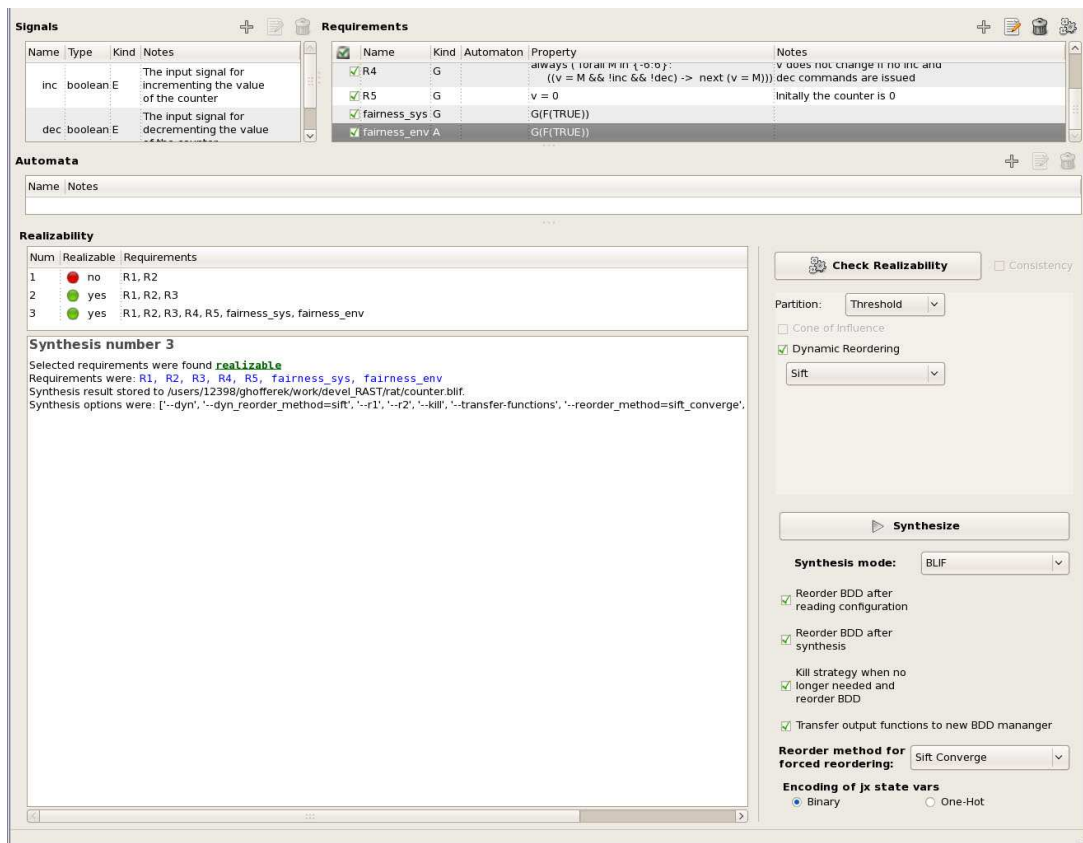 Signals
Requirements
Name Type Kind Notes
inc boolean E The input signal for
incrementing the value
of the counter
dec boolean E The input signal for
decrementing the value
of the counter
Name Kind Automaton Property Notes
always ( forall M in {-6:6}: v does not change if no inc and
R4 G ((v = M && !inc && !dec) -> next (v = M))) dec commands are issued
R5 G v = 0 Initally the counter is 0
fairness_sys G G(F(TRUE))
fairness_env A G(F(TRUE))
Automata
Name Notes
Realizability
Num Realizable Requirements
1 no R1, R2
2 yes R1, R2, R3
3 yes R1, R2, R3, R4, R5, fairness_sys, fairness_env
Synthesis number 3
Selected requirements were found realizable
Requirements were: R1, R2, R3, R4, R5, fairness_sys, fairness_env
Synthesis result stored to /users/12398/ghofferek/work/devel_RAST/rat/counter.blif.
Synthesis options were: ['--dyn', '--dyn_reorder_method=sift', '--r1', '--r2', '--kill', '--transfer-functions', '--reorder_method=sift_converge',
Check Realizability
Consistency
Partition: Threshold
Cone of Influence
Dynamic Reordering
Sift
Synthesize
Synthesis mode: BLIF
Reorder BDD after
reading configuration
Reorder BDD after
synthesis
Kill strategy when no
longer needed and
reorder BDD
Transfer output functions to new BDD mananger
Reorder method for
forced reordering: Sift Converge
Encoding of jx state vars
Binary One-Hot